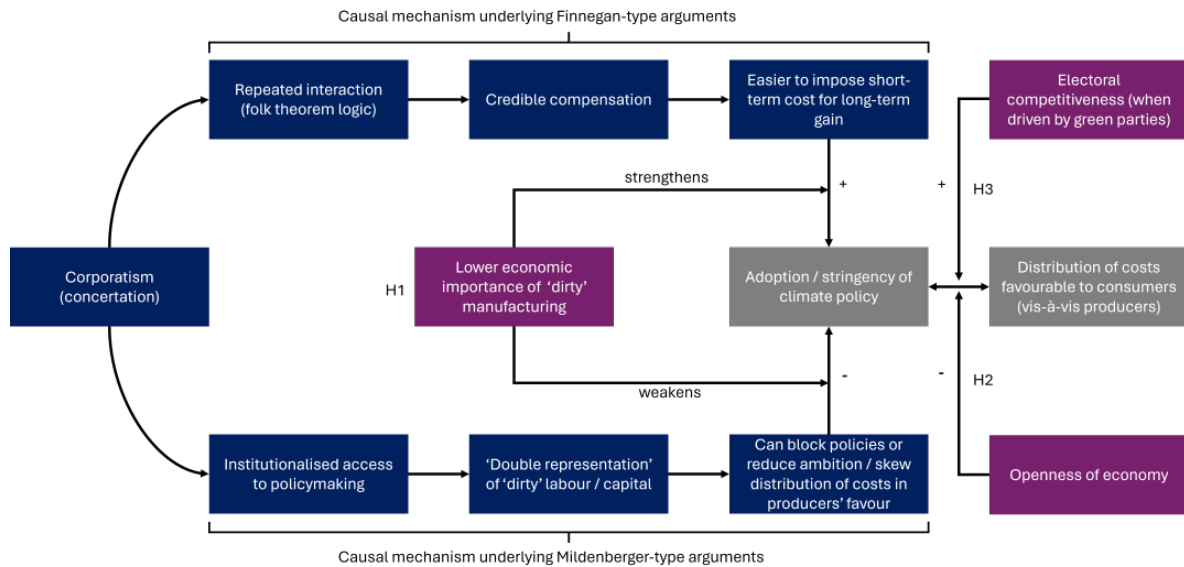 Causal mechanism underlying Finnegan-type arguments
Repeated interaction
(folk theorem logic)
Credible compensation
Easier to impose short-
term cost for long-term
gain
Electoral
competitiveness (when
driven by green parties)
strengthens
+
+
H3
Corporatism
(concertation)
H1
Lower economic
importance of ‘dirty’
manufacturing
Adoption / stringency of
climate policy
Distribution of costs
favourable to consumers
(vis-à-vis producers)
weakens
-
-
H2
Institutionalised access
to policymaking
‘Double representation’
of ‘dirty’ labour / capital
Can block policies or
reduce ambition / skew
distribution of costs in
producers’ favour
Openness of economy
Causal mechanism underlying Mildenberger-type arguments